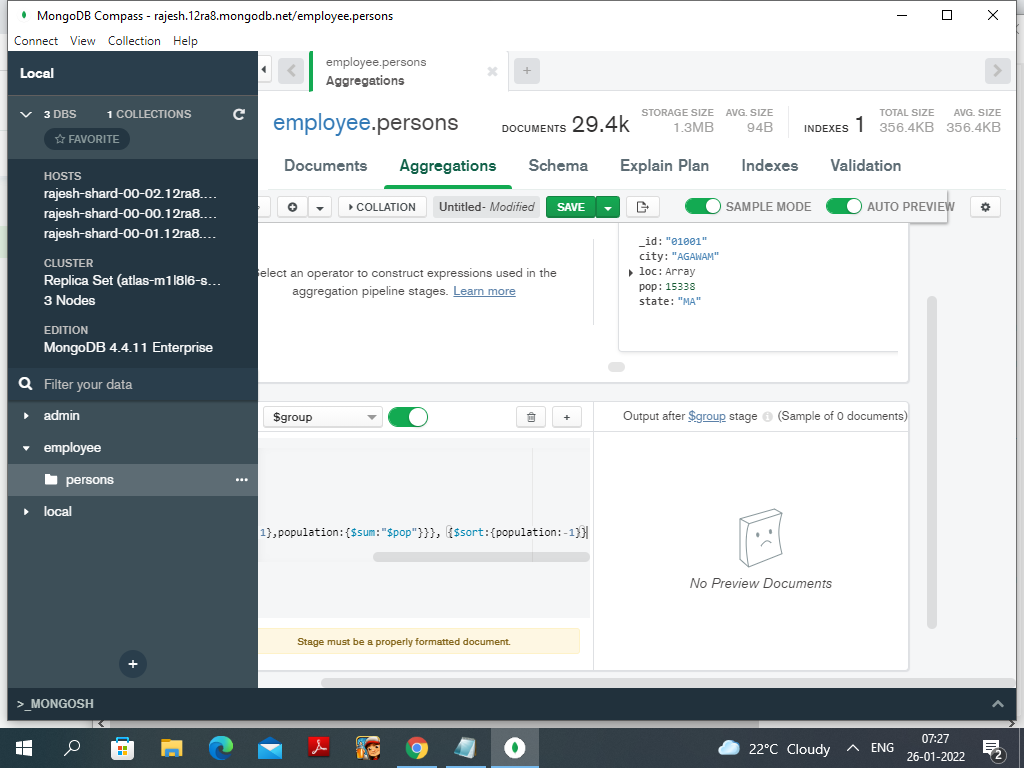 MongoDB Compass - rajesh.12ra8.mongodb.net/employee.persons
Connect View Collection Help
Local
3 DBS 1 COLLECTIONS
FAVORITE
HOSTS
rajesh-shard-00-02.12ra8....
rajesh-shard-00-00.12ra8....
rajesh-shard-00-01.12ra8....
CLUSTER
Replica Set (atlas-m1l8l6-s...
3 Nodes
EDITION
MongoDB 4.4.11 Enterprise
Filter your data
admin
employee
persons
local
>_MONGOSH
employee.persons
Aggregations
employee.persons
DOCUMENTS 29.4k
STORAGE SIZE
1.3MB
AVG. SIZE
94B
INDEXES 1
TOTAL SIZE
356.4KB
AVG. SIZE
356.4KB
Documents Aggregations Schema Explain Plan Indexes Validation
COLLATION Untitled- Modified SAVE SAMPLE MODE AUTO PREVIEW
Select an operator to construct expressions used in the
aggregation pipeline stages. Learn more
_id:"01001"
city:"AGAWAM"
loc:Array
pop:15338
state:"MA"
$group
Output after $group stage (Sample of 0 documents)
1},population:{$sum:"$pop"}}}, {$sort:{population:-1}}
No Preview Documents
Stage must be a properly formatted document.
22°C Cloudy ENG
07:27
26-01-2022
2